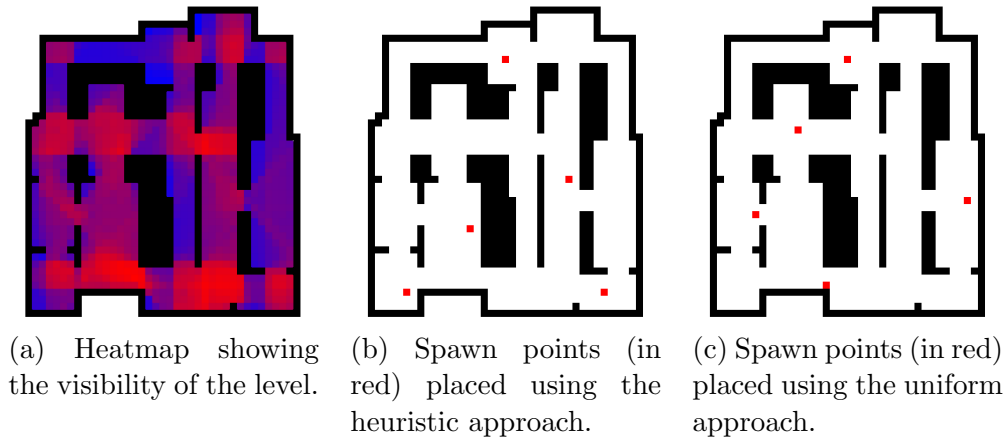 (a) Heatmap showing
the visibility of the level.
(b) Spawn points (in
red) placed using the
heuristic approach.
(c) Spawn points (in red)
placed using the uniform
approach.